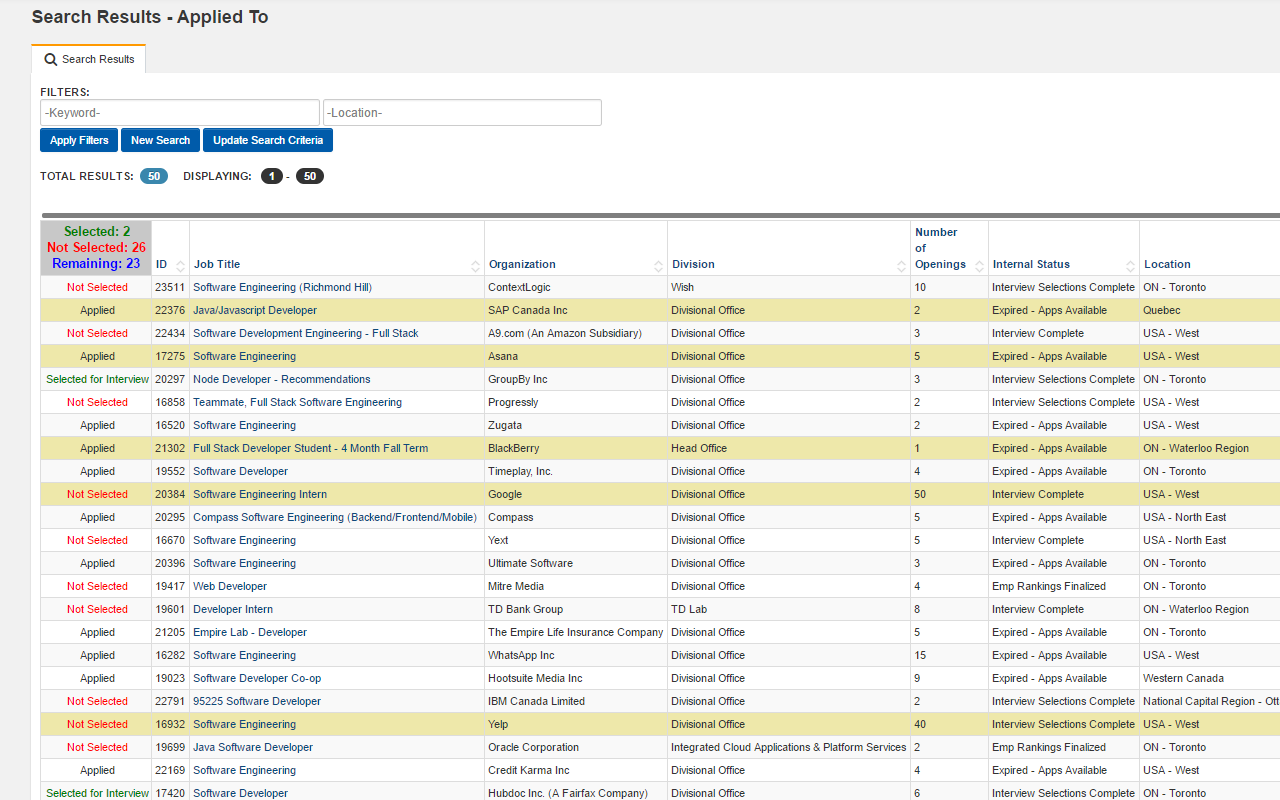 Search Results - Applied To
Search Results
FILTERS:
-Keyword- -Location-
Apply Filters New Search Update Search Criteria
TOTAL RESULTS: 50 DISPLAYING: 1 - 50
Selected: 2
Not Selected: 26
Remaining: 23
ID Job Title Organization Division Number of Openings Internal Status Location
Not Selected 23511 Software Engineering (Richmond Hill) ContextLogic Wish 10 Interview Selections Complete ON - Toronto
Applied 22376 Java/Javascript Developer SAP Canada Inc Divisional Office 2 Expired - Apps Available Quebec
Not Selected 22434 Software Development Engineering - Full Stack A9.com (An Amazon Subsidiary) Divisional Office 3 Interview Complete USA - West
Applied 17275 Software Engineering Asana Divisional Office 5 Expired - Apps Available USA - West
Selected for Interview 20297 Node Developer - Recommendations GroupBy Inc Divisional Office 3 Interview Selections Complete ON - Toronto
Not Selected 16858 Teammate, Full Stack Software Engineering Progressly Divisional Office 2 Interview Selections Complete USA - West
Applied 16520 Software Engineering Zugata Divisional Office 2 Expired - Apps Available USA - West
Applied 21302 Full Stack Developer Student - 4 Month Fall Term BlackBerry Head Office 1 Expired - Apps Available ON - Waterloo Region
Applied 19552 Software Developer Timeplay, Inc. Divisional Office 4 Expired - Apps Available ON - Toronto
Not Selected 20384 Software Engineering Intern Google Divisional Office 50 Interview Complete USA - West
Applied 20295 Compass Software Engineering (Backend/Frontend/Mobile) Compass Divisional Office 5 Expired - Apps Available USA - North East
Not Selected 16670 Software Engineering Yext Divisional Office 5 Interview Complete USA - North East
Applied 20396 Software Engineering Ultimate Software Divisional Office 3 Expired - Apps Available ON - Toronto
Not Selected 19417 Web Developer Mitre Media Divisional Office 4 Emp Rankings Finalized ON - Toronto
Not Selected 19601 Developer Intern TD Bank Group TD Lab 8 Interview Complete ON - Waterloo Region
Applied 21205 Empire Lab - Developer The Empire Life Insurance Company Divisional Office 5 Expired - Apps Available ON - Toronto
Applied 16282 Software Engineering WhatsApp Inc Divisional Office 15 Expired - Apps Available USA - West
Applied 19023 Software Developer Co-op Hootsuite Media Inc Divisional Office 9 Expired - Apps Available Western Canada
Not Selected 22791 95225 Software Developer IBM Canada Limited Divisional Office 2 Interview Selections Complete National Capital Region - Ott
Not Selected 16932 Software Engineering Yelp Divisional Office 40 Interview Selections Complete USA - West
Not Selected 19699 Java Software Developer Oracle Corporation Integrated Cloud Applications & Platform Services 2 Emp Rankings Finalized ON - Toronto
Applied 22169 Software Engineering Credit Karma Inc Divisional Office 4 Expired - Apps Available USA - West
Selected for Interview 17420 Software Developer Hubdoc Inc. (A Fairfax Company) Divisional Office 6 Interview Selections Complete ON - Toronto